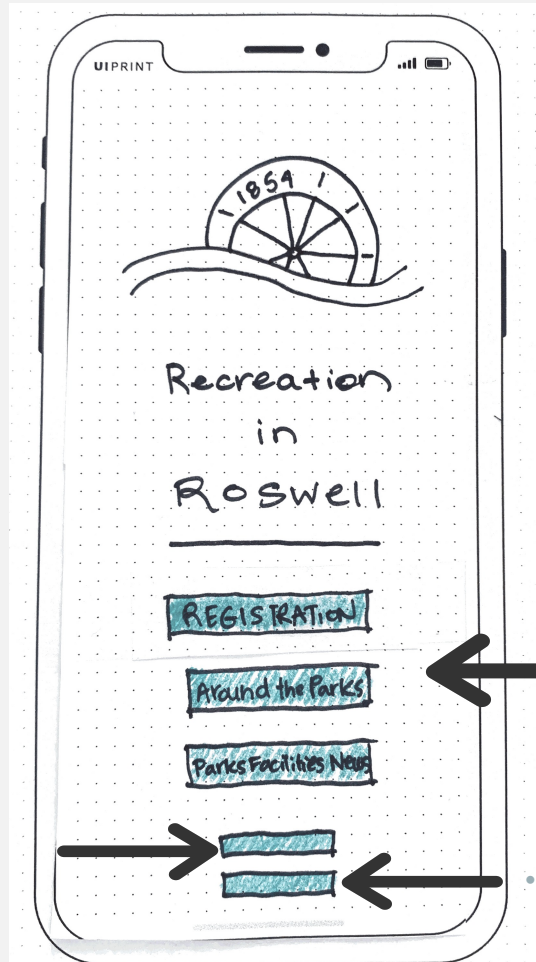 UIPRINT
1854
Recreation
in
Roswell
REGISTRATION
Around the Parks
Parks Facilities News